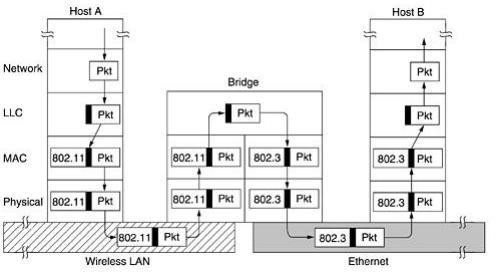 Host A
Host B
Network
Pkt
Pkt
Bridge
LLC
Pkt
Pkt
Pkt
MAC
802.11 Pkt
802.11 Pkt
802.3 Pkt
802.3 Pkt
Physical
802.11 Pkt
802.11 Pkt
802.3 Pkt
802.3 Pkt
802.11 Pkt
802.3 Pkt
Wireless LAN
Ethernet